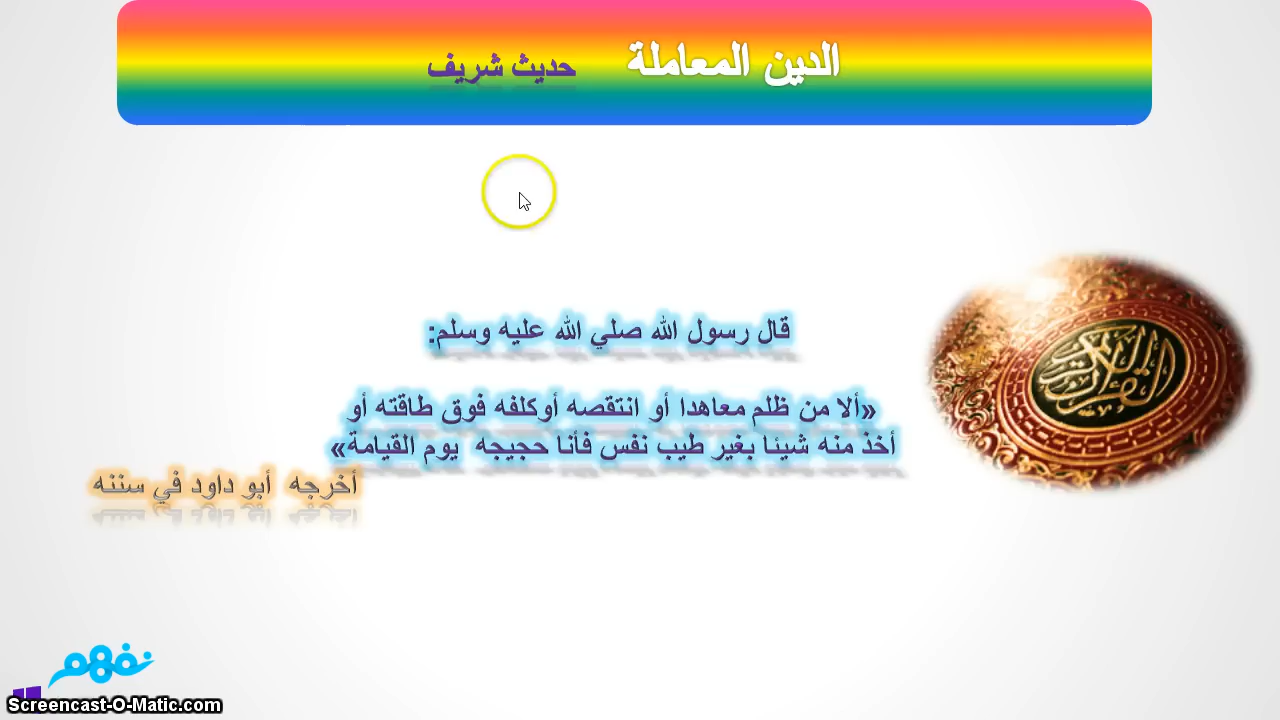 الدين المعاملة حديث شريف
قال رسول الله صلي الله عليه وسلم:
«ألا من ظلم معاهدا أو انتقصه أوكلفه فوق طاقته أو
أخذ منه شيئا بغير طيب نفس فأنا حجيجه يوم القيامة»
أخرجه أبو داود في سننه
القرآن الكريم
نفهم
Screencast-O-Matic.com